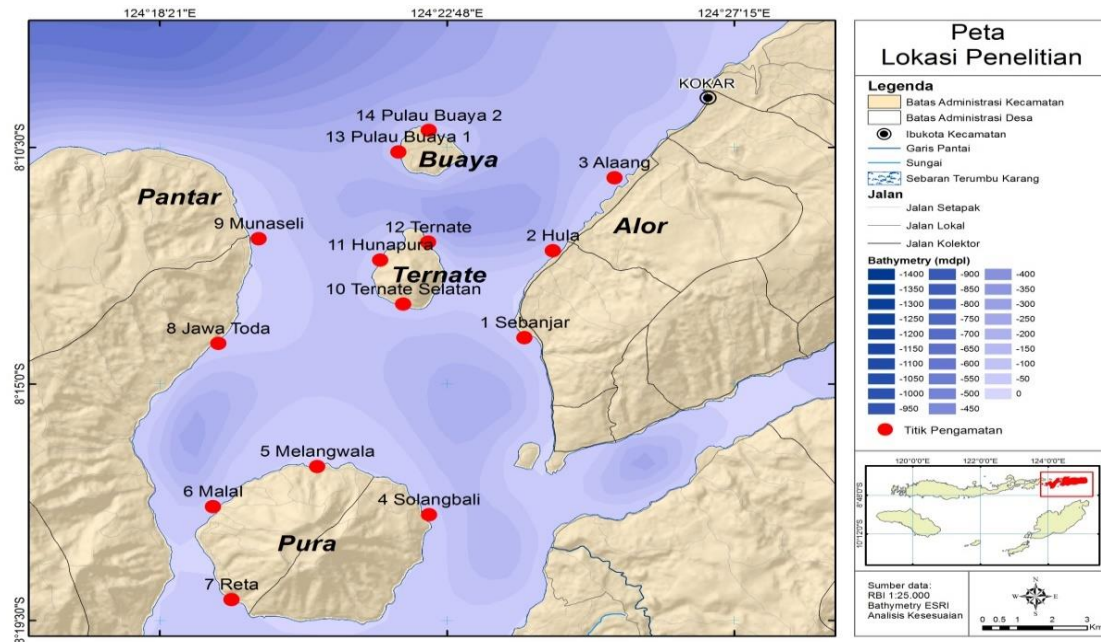 124°18'21"E
124°22'48"E
124°27'15"E
8°10'30"S
8°15'0"S
8°19'30"S
KOKAR
14 Pulau Buaya 2
13 Pulau Buaya 1
Buaya
3 Alaang
Pantar
Alor
9 Munaseli
12 Ternate
2 Hula
11 Hunapura
Ternate
10 Ternate Selatan
1 Sebanjar
8 Jawa Toda
5 Melangwala
6 Malal
4 Solangbali
Pura
7 Reta
Peta
Lokasi Penelitian
Legenda
Batas Administrasi Kecamatan
Batas Administrasi Desa
Ibukota Kecamatan
Garis Pantai
Sungai
Sebaran Terumbu Karang
Jalan
Jalan Setapak
Jalan Lokal
Jalan Kolektor
Bathymetry (mdpl)
-1400 -900 -400
-1350 -850 -350
-1300 -800 -300
-1250 -750 -250
-1200 -700 -200
-1150 -650 -150
-1100 -600 -100
-1050 -550 -50
-1000 -500 0
-950 -450
Titik Pengamatan
120°0'E 122°0'E 124°0'0"E
8°48'0"S
10°12'0"S
Sumber data:
RBI 1:25.000
Bathymetry ESRI
Analisis Kesesuaian
N
W E
S
0 0.5 1 2 3
Km